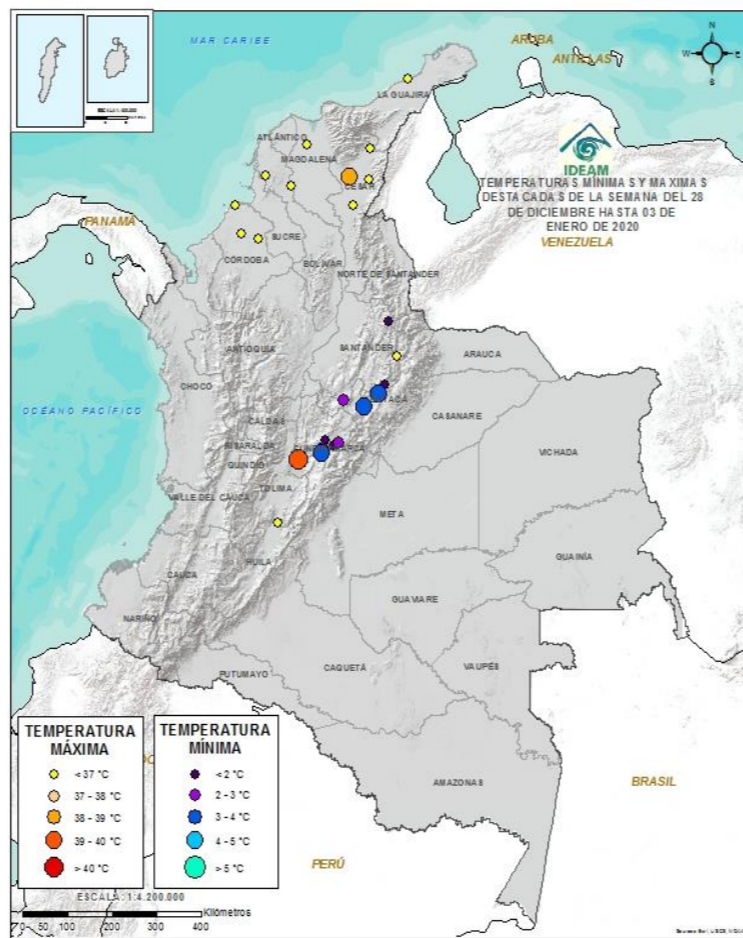 MAR CARIBE
ARUBA
ANTILLAS
N
W
E
S
LA GUAJIRA
ATLÁNTICO
MAGDALENA
CESAR
IDEAM
TEMPERATURAS MÍNIMAS Y MAXIMAS
DESTACADAS DE LA SEMANA DEL 28
DE DICIEMBRE HASTA 03 DE
ENERO DE 2020
PANAMÁ
VENEZUELA
SUCRE
CÓRDOBA
BOLÍVAR
NORTE DE SANTANDER
ANTIOQUIA
SANTANDER
ARAUCA
CHOCO
OCÉANO PACÍFICO
CASANARE
CALDAS
VICHADA
RISARALDA
QUINDIO
TOLIMA
VALLE DEL CAUCA
META
GUAINÍA
HUILA
CAUCA
GUAVIARE
NARIÑO
CAQUETÁ
VAUPÉS
PUTUMAYO
AMAZONAS
BRASIL
PERÚ
TEMPERATURA
MÁXIMA
< 37 °C
37 - 38 °C
38 - 39 °C
39 - 40 °C
> 40 °C
TEMPERATURA
MÍNIMA
< 2 °C
2 - 3 °C
3 - 4 °C
4 - 5 °C
> 5 °C
ESCALA: 1:4.200.000
Kilómetros
0 50 100 200 300 400